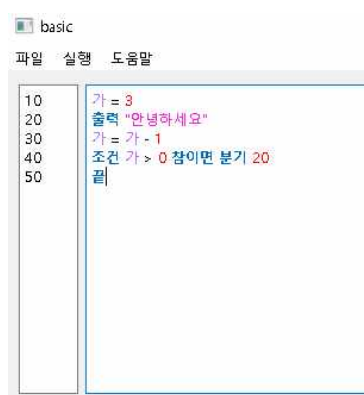 basic
파일 실행 도움말
10 가 = 3
20 출력 "안녕하세요"
30 가 = 가 - 1
40 조건 가 > 0 참이면 분기 20
50 끝